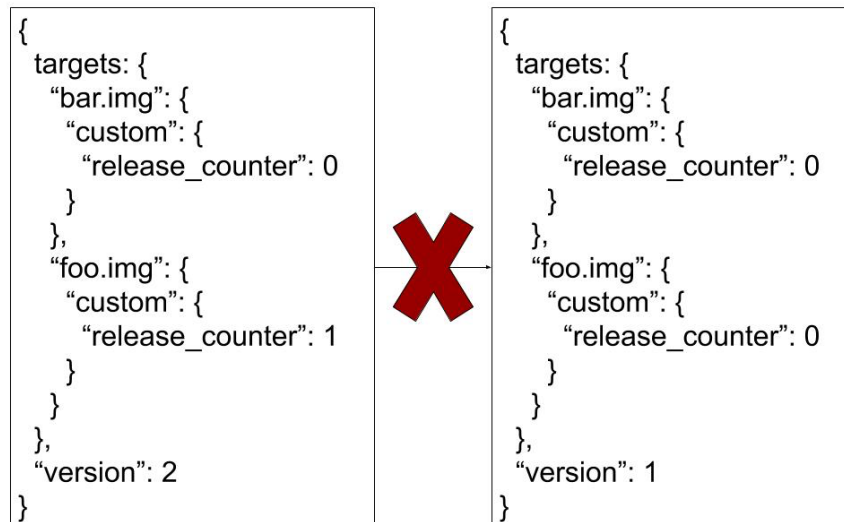 {
targets: {
“bar.img”: {
“custom”: {
“release_counter”: 0
}
},
“foo.img”: {
“custom”: {
“release_counter”: 1
}
}
},
“version”: 2
}
{
targets: {
“bar.img”: {
“custom”: {
“release_counter”: 0
}
},
“foo.img”: {
“custom”: {
“release_counter”: 0
}
}
},
“version”: 1
}